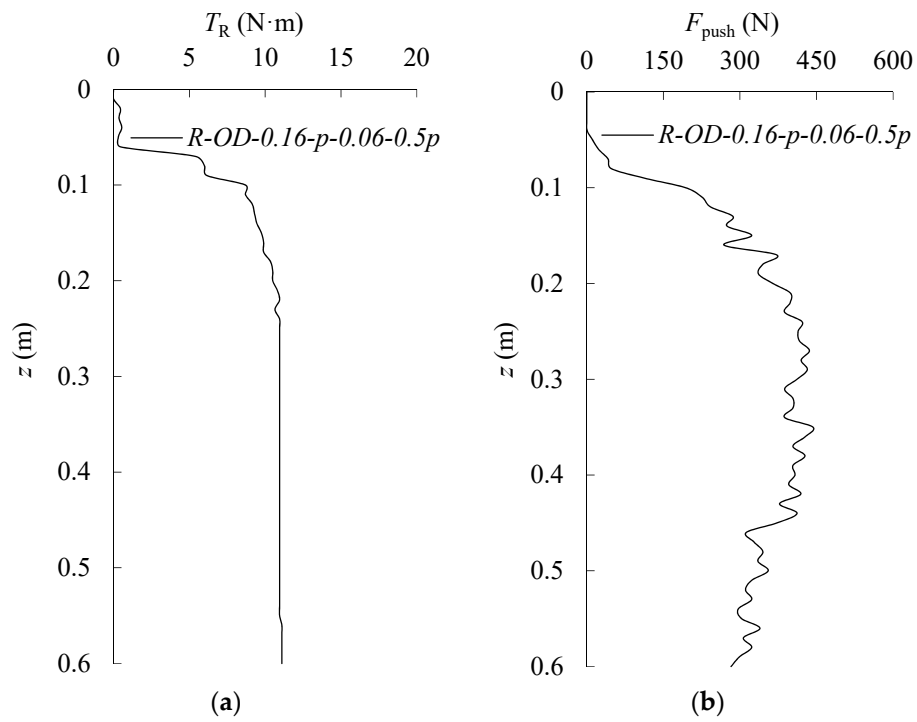 T_R (N·m)
0 5 10 15 20
0
0.1
0.2
0.3
0.4
0.5
0.6
z (m)
R-OD-0.16-p-0.06-0.5p
(a)
F_push (N)
0 150 300 450 600
0
0.1
0.2
0.3
0.4
0.5
0.6
z (m)
R-OD-0.16-p-0.06-0.5p
(b)